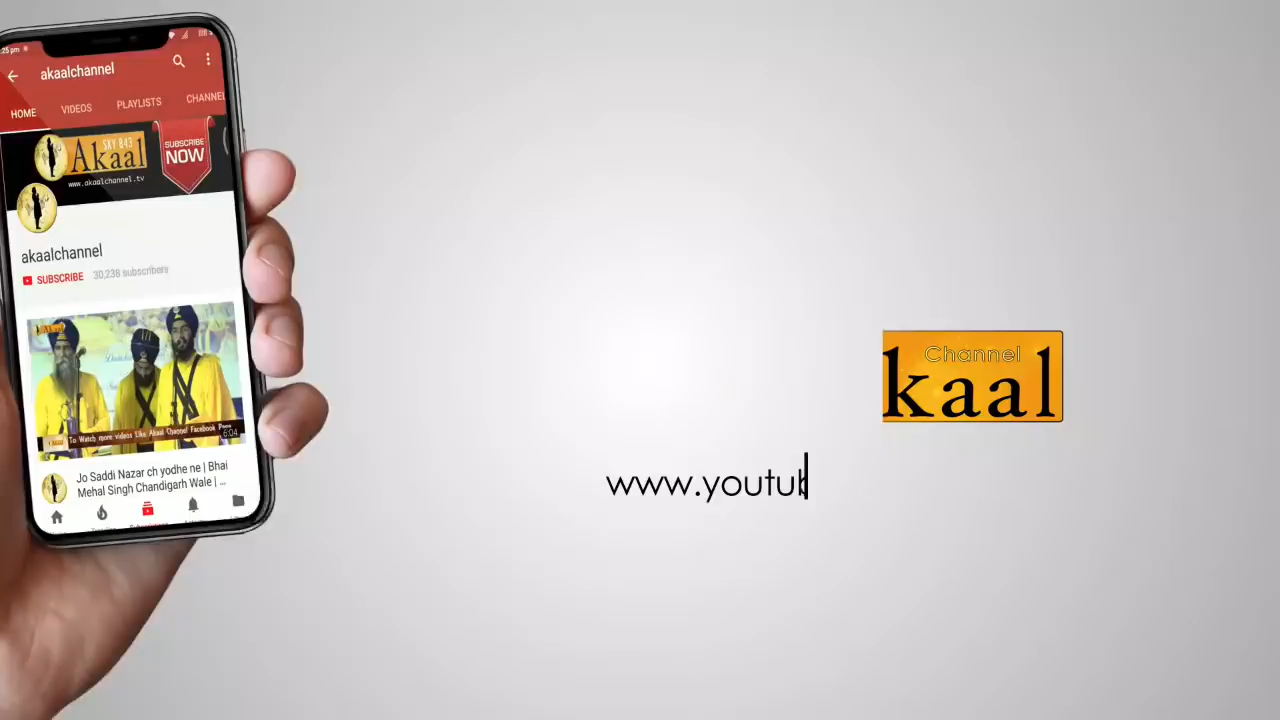 25 pm
akaalchannel
HOME VIDEOS PLAYLISTS CHANNEL
SKY 843
Akaal
www.akaalchannel.tv
SUBSCRIBE
NOW
akaalchannel
SUBSCRIBE 30,238 subscribers
To Watch more videos Like Akaal Channel Facebook Page
6:04
Jo Saddi Nazar ch yodhe ne | Bhai
Mehal Singh Chandigarh Wale | ...
Channel
kaal
www.youtub